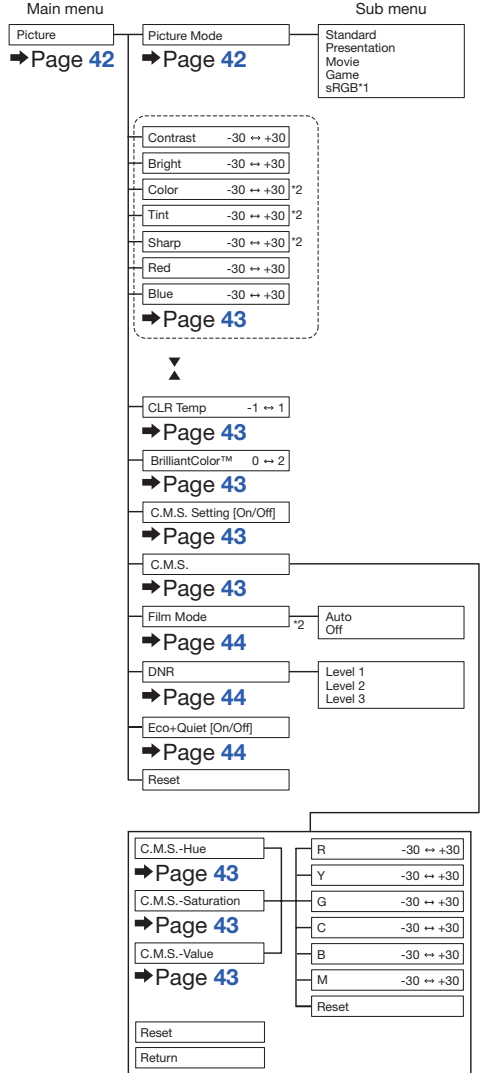 Main menu
Sub menu
Picture
➡Page 42
Picture Mode
➡Page 42
Standard
Presentation
Movie
Game
sRGB*1
Contrast -30 ↔ +30
Bright -30 ↔ +30
Color -30 ↔ +30 *2
Tint -30 ↔ +30 *2
Sharp -30 ↔ +30 *2
Red -30 ↔ +30
Blue -30 ↔ +30
➡Page 43
CLR Temp -1 ↔ 1
➡Page 43
BrilliantColor™ 0 ↔ 2
➡Page 43
C.M.S. Setting [On/Off]
➡Page 43
C.M.S.
➡Page 43
Film Mode *2
➡Page 44
Auto
Off
DNR
➡Page 44
Level 1
Level 2
Level 3
Eco+Quiet [On/Off]
➡Page 44
Reset
C.M.S.-Hue
➡Page 43
C.M.S.-Saturation
➡Page 43
C.M.S.-Value
➡Page 43
R -30 ↔ +30
Y -30 ↔ +30
G -30 ↔ +30
C -30 ↔ +30
B -30 ↔ +30
M -30 ↔ +30
Reset
Reset
Return